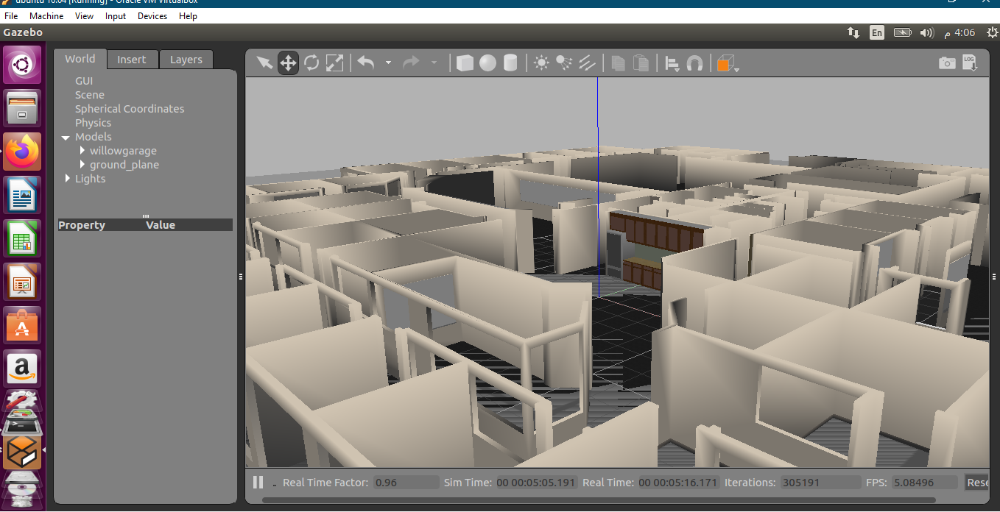 ubuntu 16.04 [Running] - Oracle VM VirtualBox
File Machine View Input Devices Help
Gazebo
En
م 4:06
World Insert Layers
LOG
GUI
Scene
Spherical Coordinates
Physics
Models
willowgarage
ground_plane
Lights
Property Value
a
Real Time Factor: 0.96 Sim Time: 00 00:05:05.191 Real Time: 00 00:05:16.171 Iterations: 305191 FPS: 5.08496 Rese